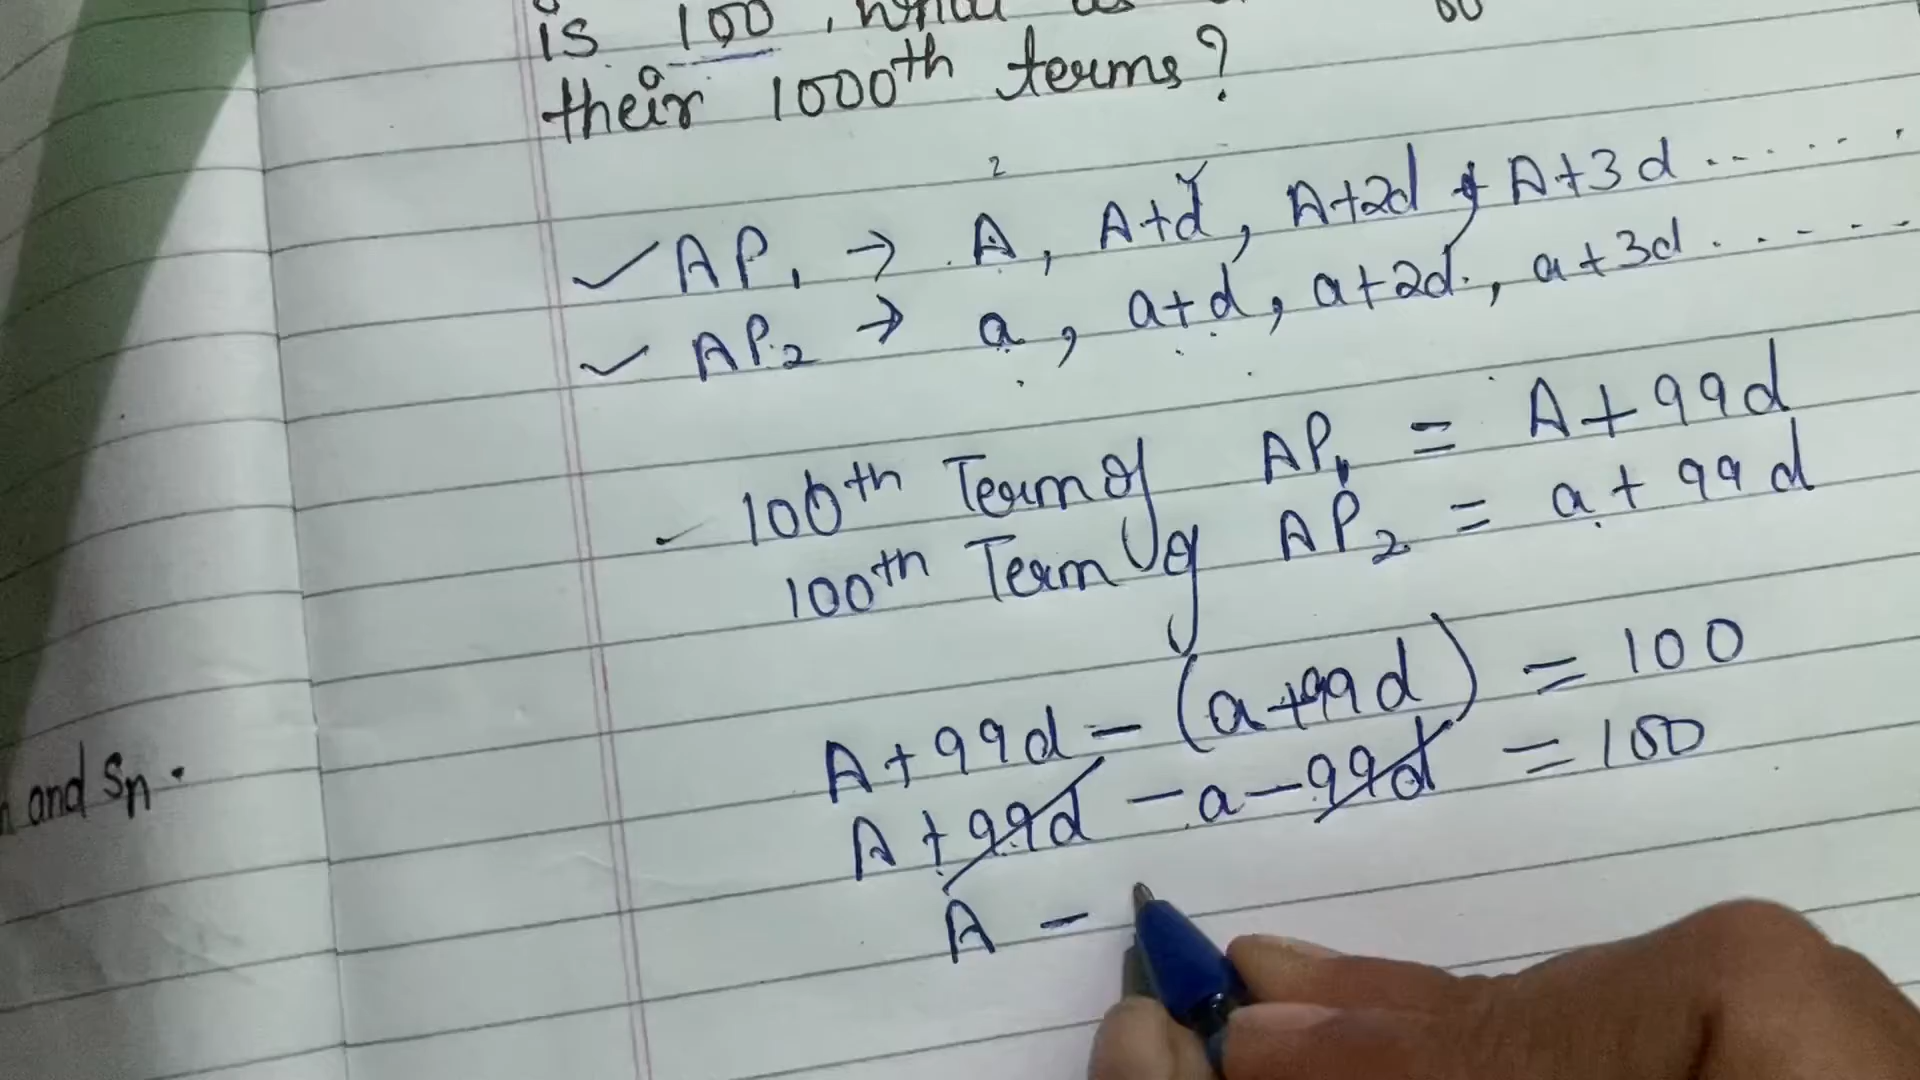 is 100, what is
their 1000th terms?
✓ AP1 → A, A+d, A+2d, A+3d .......
✓ AP2 → a, a+d, a+2d, a+3d .......
100th Term of AP1 = A+99d
100th Term of AP2 = a+99d
A+99d-(a+99d) = 100
A+99d-a-99d = 100
A -
and Sn.